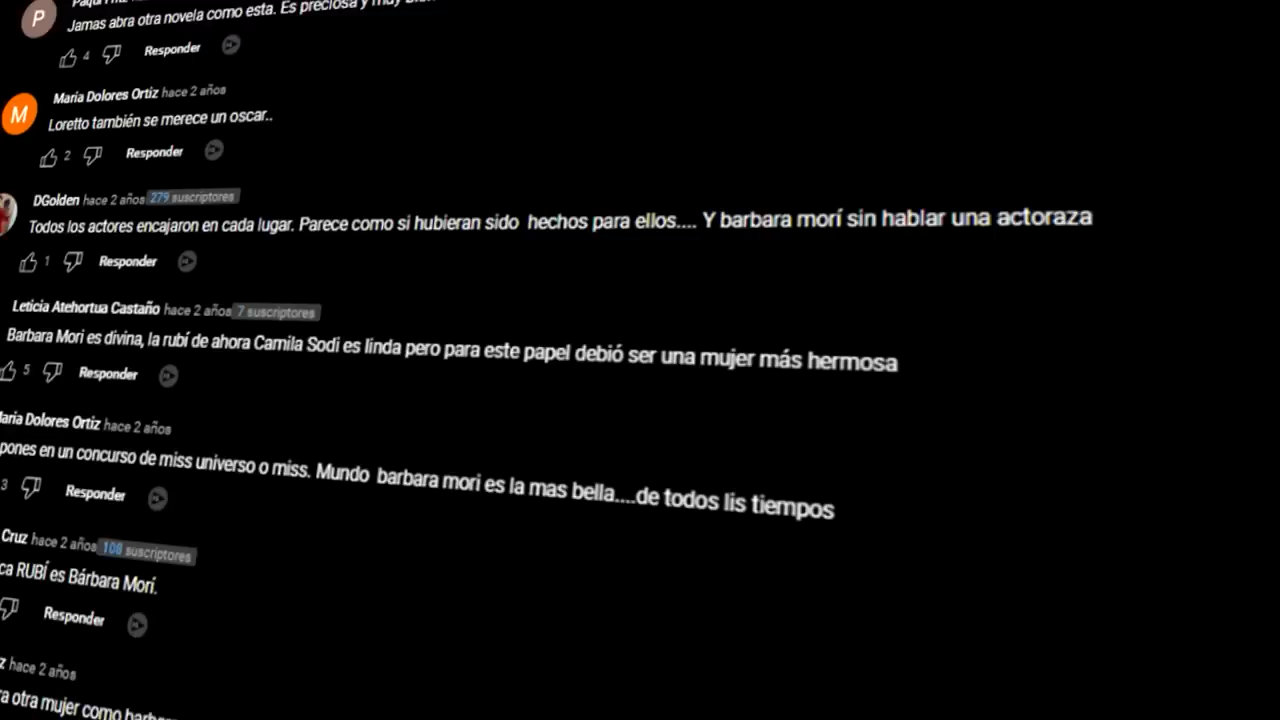 Jamas abra otra novela como esta. Es preciosa y muy
4 Responder
Maria Dolores Ortiz hace 2 años
M
Loretto también se merece un oscar..
2 Responder
DGolden hace 2 años 279 suscriptores
Todos los actores encajaron en cada lugar. Parece como si hubieran sido hechos para ellos.... Y barbara morí sin hablar una actoraza
1 Responder
Leticia Atehortua Castaño hace 2 años 7 suscriptores
Barbara Mori es divina, la rubí de ahora Camila Sodi es linda pero para este papel debió ser una mujer más hermosa
5 Responder
aria Dolores Ortiz hace 2 años
pones en un concurso de miss universo o miss. Mundo barbara mori es la mas bella....de todos lis tiempos
3 Responder
Cruz hace 2 años 108 suscriptores
ca RUBÍ es Bárbara Morí.
Responder
z hace 2 años
a otra mujer como